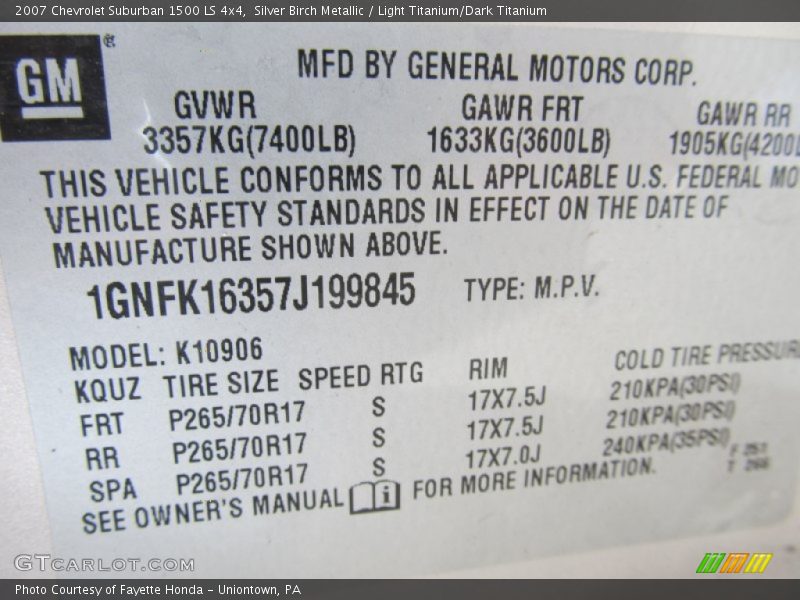 2007 Chevrolet Suburban 1500 LS 4x4, Silver Birch Metallic / Light Titanium/Dark Titanium
GM ®
MFD BY GENERAL MOTORS CORP.
GVWR GAWR FRT GAWR RR
3357KG(7400LB) 1633KG(3600LB) 1905KG(4200L
THIS VEHICLE CONFORMS TO ALL APPLICABLE U.S. FEDERAL MO
VEHICLE SAFETY STANDARDS IN EFFECT ON THE DATE OF
MANUFACTURE SHOWN ABOVE.
1GNFK16357J199845 TYPE: M.P.V.
MODEL: K10906
KQUZ TIRE SIZE SPEED RTG RIM COLD TIRE PRESSUR
FRT P265/70R17 S 17X7.5J 210KPA(30PSI)
RR P265/70R17 S 17X7.5J 210KPA(30PSI)
SPA P265/70R17 S 17X7.0J 240KPA(35PSI)
SEE OWNER'S MANUAL i FOR MORE INFORMATION.
GTCARLOT.COM
Photo Courtesy of Fayette Honda - Uniontown, PA